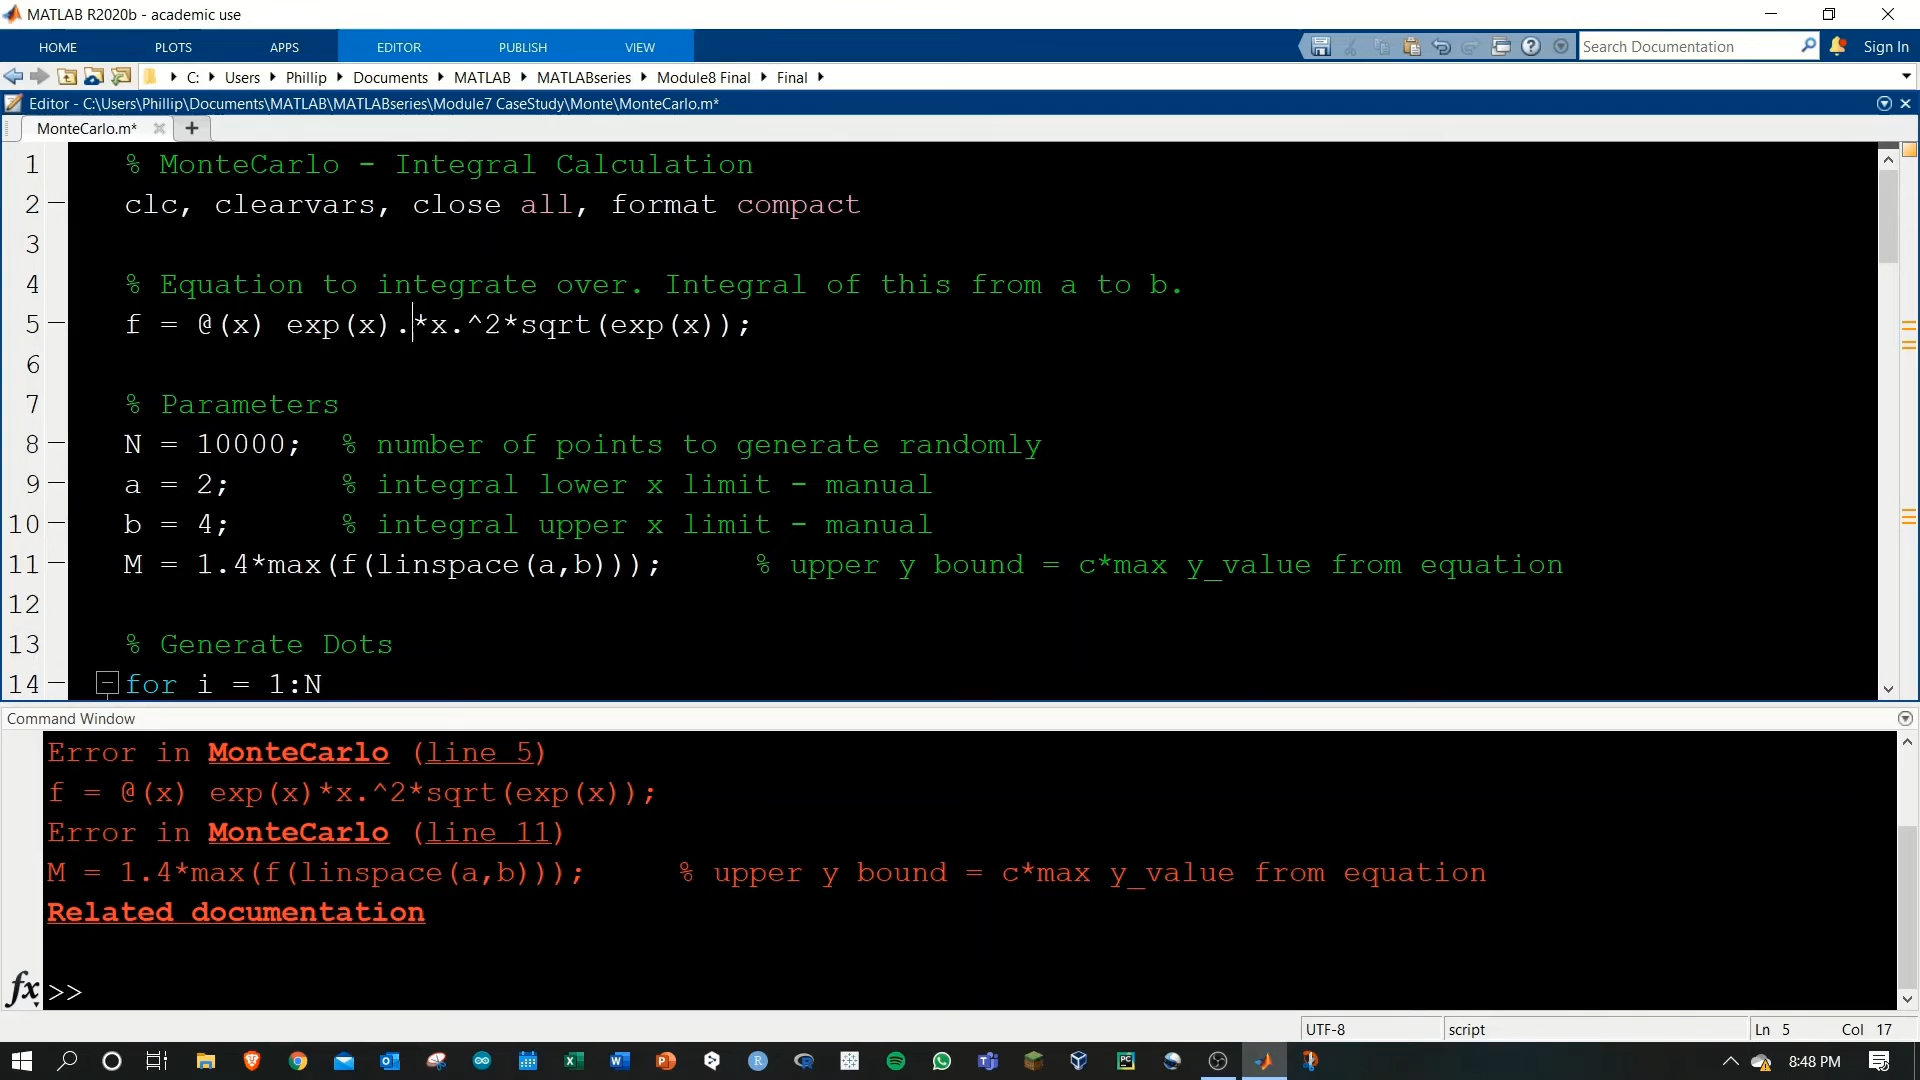 MATLAB R2020b - academic use
HOME PLOTS APPS EDITOR PUBLISH VIEW Search Documentation Sign In
C: Users Phillip Documents MATLAB MATLABseries Module8 Final Final
Editor - C:\Users\Phillip\Documents\MATLAB\MATLABseries\Module7 CaseStudy\Monte\MonteCarlo.m*
MonteCarlo.m*
1 % MonteCarlo - Integral Calculation
2 clc, clearvars, close all, format compact
3
4 % Equation to integrate over. Integral of this from a to b.
5 f = @(x) exp(x).*x.^2*sqrt(exp(x));
6
7 % Parameters
8 N = 10000; % number of points to generate randomly
9 a = 2; % integral lower x limit - manual
10 b = 4; % integral upper x limit - manual
11 M = 1.4*max(f(linspace(a,b))); % upper y bound = c*max y_value from equation
12
13 % Generate Dots
14 for i = 1:N
Command Window
Error in MonteCarlo (line 5)
f = @(x) exp(x)*x.^2*sqrt(exp(x));
Error in MonteCarlo (line 11)
M = 1.4*max(f(linspace(a,b))); % upper y bound = c*max y_value from equation
Related documentation
fx >>
UTF-8 script Ln 5 Col 17
8:48 PM